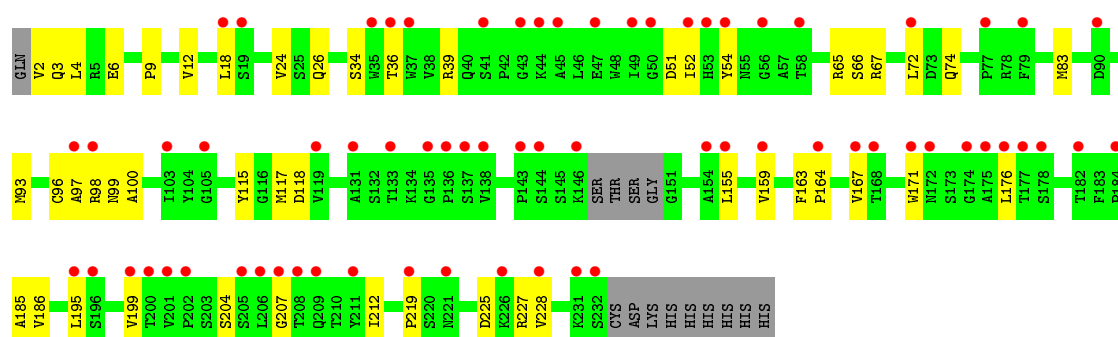 GLN V2 Q3 L4 R5 E6 P9 V12 L18 S19 V24 S25 Q26 S34 W35 T36 W37 V38 R39 Q40 S41 P42 G43 K44 A45 L46 E47 W48 I49 G50 D51 I52 H53 Y54 N55 G56 A57 T58 R65 S66 R67 L72 D73 Q74 P77 R78 F79 M83 D90
M93 C96 A97 R98 N99 A100 I103 Y104 G105 Y115 G116 M117 D118 V119 A131 S132 T133 K134 G135 P136 S137 V138 P143 S144 S145 K146 SER THR SER GLY G151 A154 L155 V159 F163 P164 V167 T168 W171 N172 S173 G174 A175 L176 T177 S178 T182 F183
A185 V186 L195 S196 V199 T200 V201 P202 S203 S204 S205 L206 G207 T208 Q209 T210 Y211 I212 P219 S220 N221 D225 K226 R227 V228 K231 S232 CYS ASP LYS HIS HIS HIS HIS HIS HIS